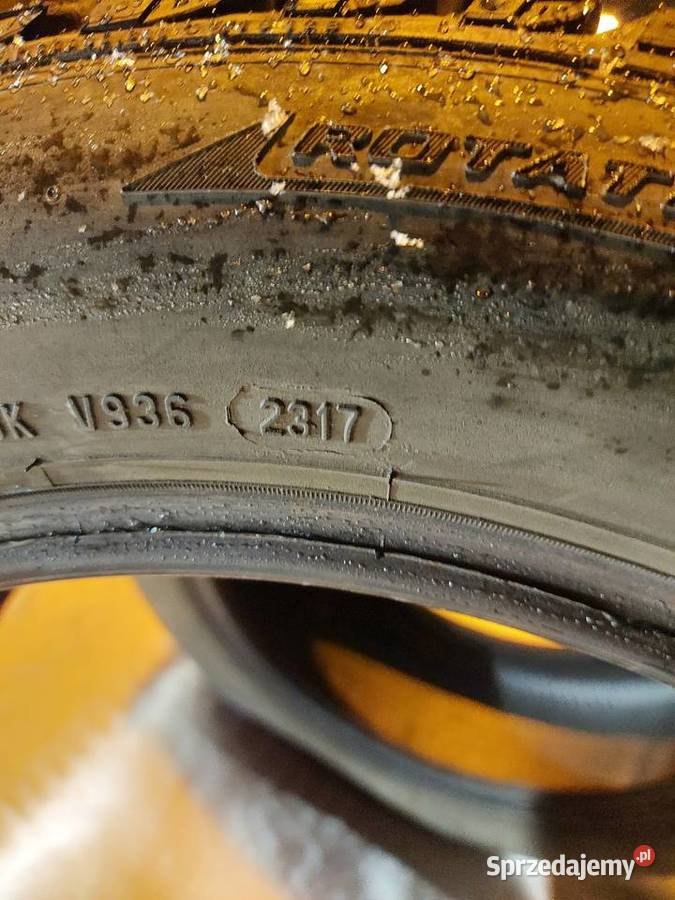 ROTAT
K V936 2317
Sprzedajemy.pl